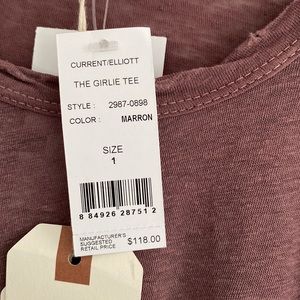 CURRENT/ELLIOTT
THE GIRLIE TEE
STYLE : 2987-0898
COLOR : MARRON
SIZE
1
8 84926 28751 2
MANUFACTURER'S
SUGGESTED
RETAIL PRICE $118.00